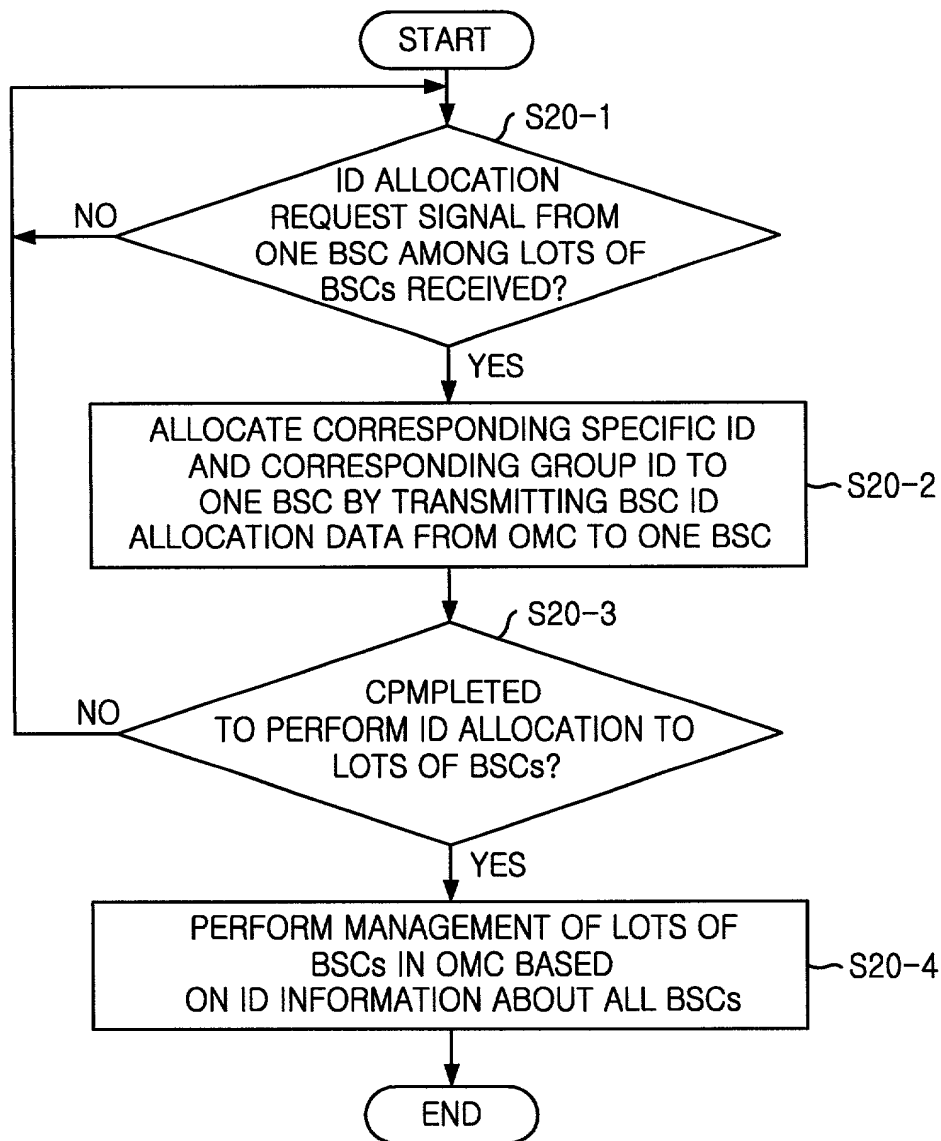 START
S20-1
ID ALLOCATION
REQUEST SIGNAL FROM
ONE BSC AMONG LOTS OF
BSCs RECEIVED?
NO
YES
ALLOCATE CORRESPONDING SPECIFIC ID
AND CORRESPONDING GROUP ID TO
ONE BSC BY TRANSMITTING BSC ID
ALLOCATION DATA FROM OMC TO ONE BSC
S20-2
S20-3
CPMPLETED
TO PERFORM ID ALLOCATION TO
LOTS OF BSCs?
NO
YES
PERFORM MANAGEMENT OF LOTS OF
BSCs IN OMC BASED
ON ID INFORMATION ABOUT ALL BSCs
S20-4
END